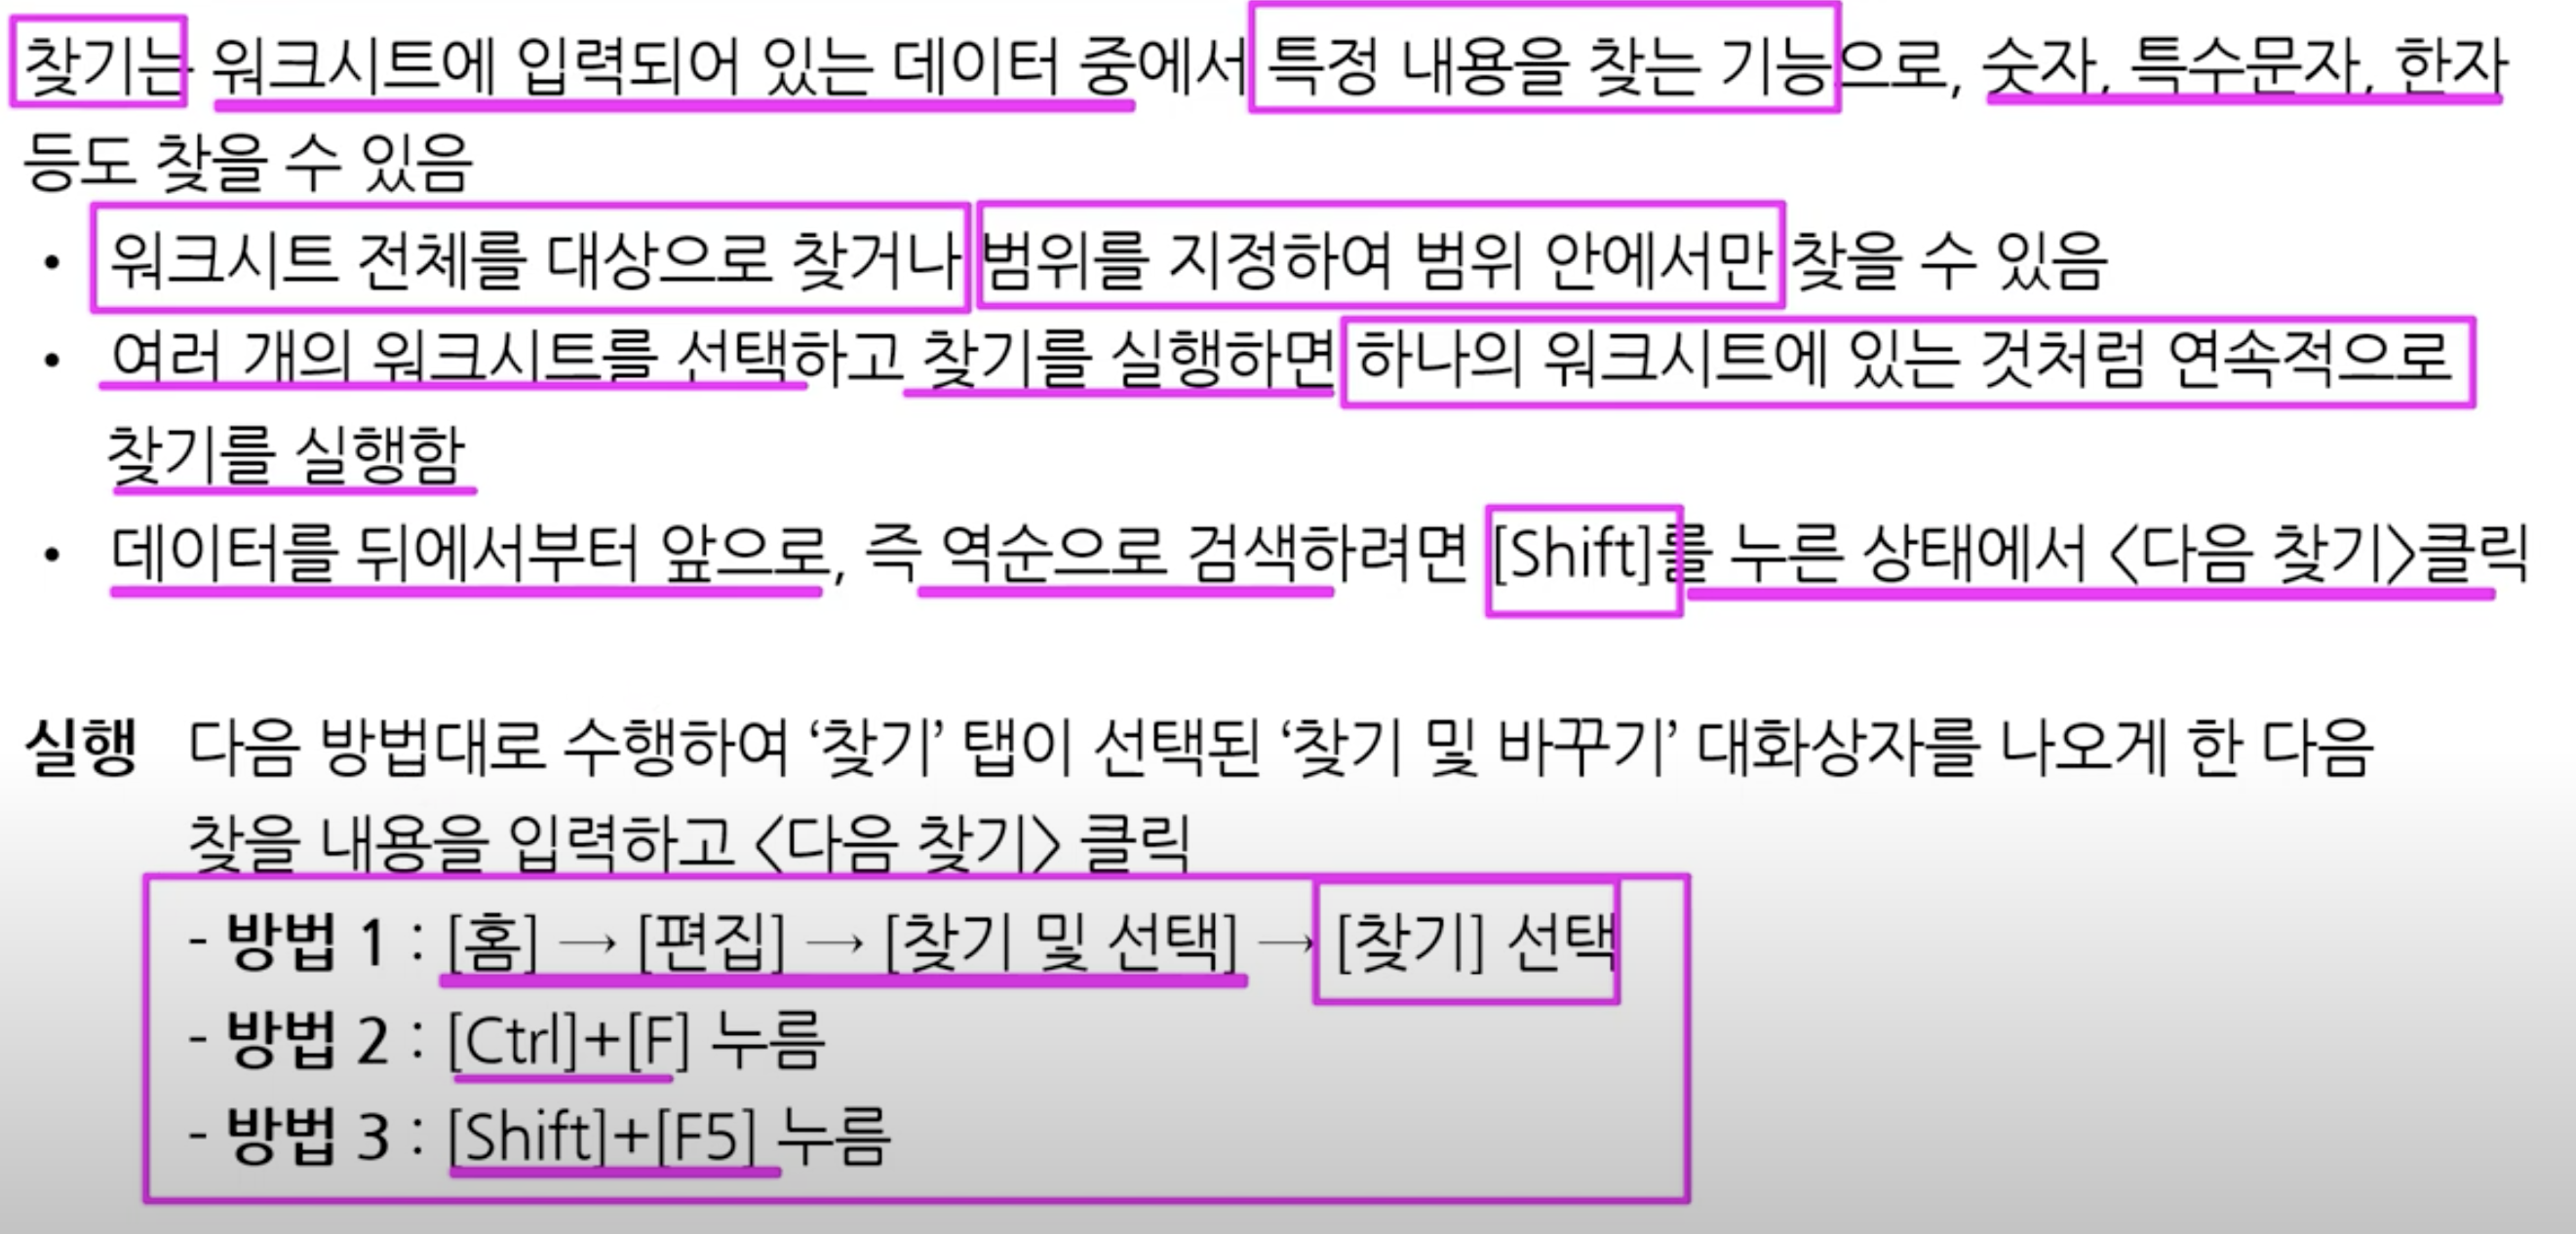 찾기는 워크시트에 입력되어 있는 데이터 중에서 특정 내용을 찾는 기능으로, 숫자, 특수문자, 한자
등도 찾을 수 있음
• 워크시트 전체를 대상으로 찾거나 범위를 지정하여 범위 안에서만 찾을 수 있음
• 여러 개의 워크시트를 선택하고 찾기를 실행하면 하나의 워크시트에 있는 것처럼 연속적으로
찾기를 실행함
• 데이터를 뒤에서부터 앞으로, 즉 역순으로 검색하려면 [Shift]를 누른 상태에서 〈다음 찾기〉클릭
실행 다음 방법대로 수행하여 ‘찾기’ 탭이 선택된 ‘찾기 및 바꾸기’ 대화상자를 나오게 한 다음
찾을 내용을 입력하고 〈다음 찾기〉 클릭
- 방법 1 : [홈] → [편집] → [찾기 및 선택] → [찾기] 선택
- 방법 2 : [Ctrl]+[F] 누름
- 방법 3 : [Shift]+[F5] 누름